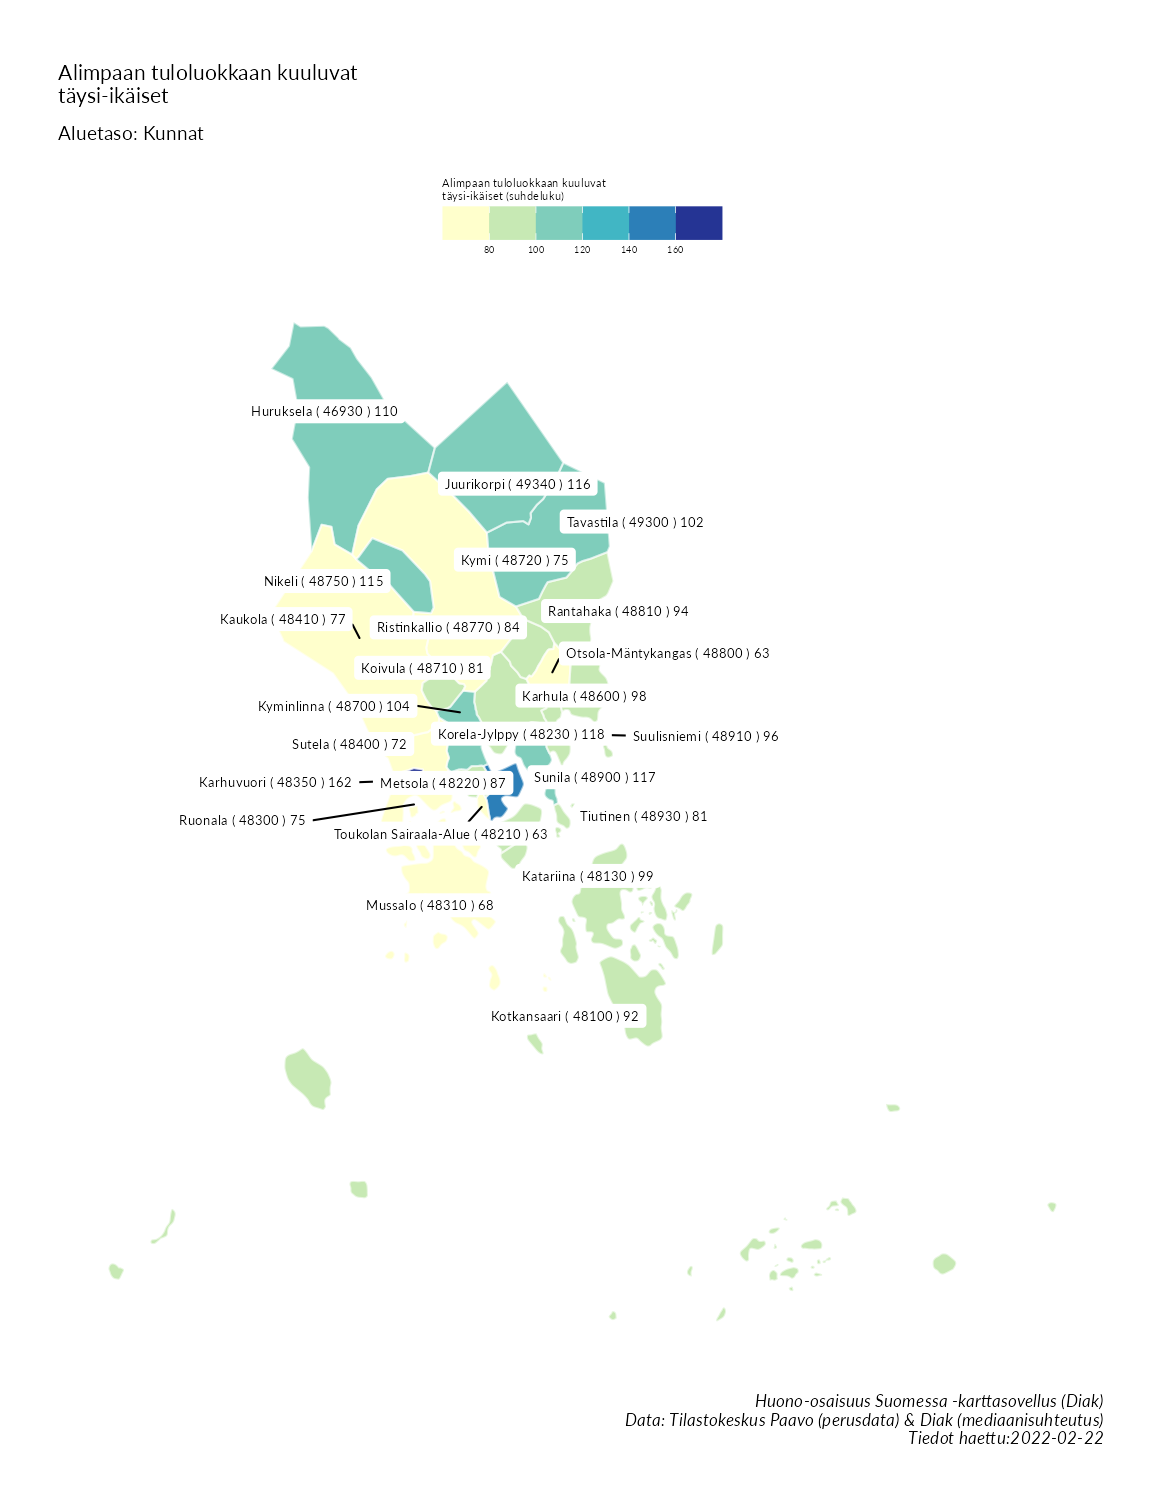 Alimpaan tuloluokkaan kuuluvat
täysi-ikäiset
Aluetaso: Kunnat
Alimpaan tuloluokkaan kuuluvat
täysi-ikäiset (suhdeluku)
80 100 120 140 160
Huruksela ( 46930 ) 110
Juurikorpi ( 49340 ) 116
Tavastila ( 49300 ) 102
Kymi ( 48720 ) 75
Nikeli ( 48750 ) 115
Rantahaka ( 48810 ) 94
Kaukola ( 48410 ) 77
Ristinkallio ( 48770 ) 84
Otsola-Mäntykangas ( 48800 ) 63
Koivula ( 48710 ) 81
Karhula ( 48600 ) 98
Kyminlinna ( 48700 ) 104
Korela-Jylppy ( 48230 ) 118
Suulisniemi ( 48910 ) 96
Sutela ( 48400 ) 72
Sunila ( 48900 ) 117
Karhuvuori ( 48350 ) 162
Metsola ( 48220 ) 87
Tiutinen ( 48930 ) 81
Ruonala ( 48300 ) 75
Toukolan Sairaala-Alue ( 48210 ) 63
Katariina ( 48130 ) 99
Mussalo ( 48310 ) 68
Kotkansaari ( 48100 ) 92
Huono-osaisuus Suomessa -karttasovellus (Diak)
Data: Tilastokeskus Paavo (perusdata) & Diak (mediaanisuhteutus)
Tiedot haettu:2022-02-22